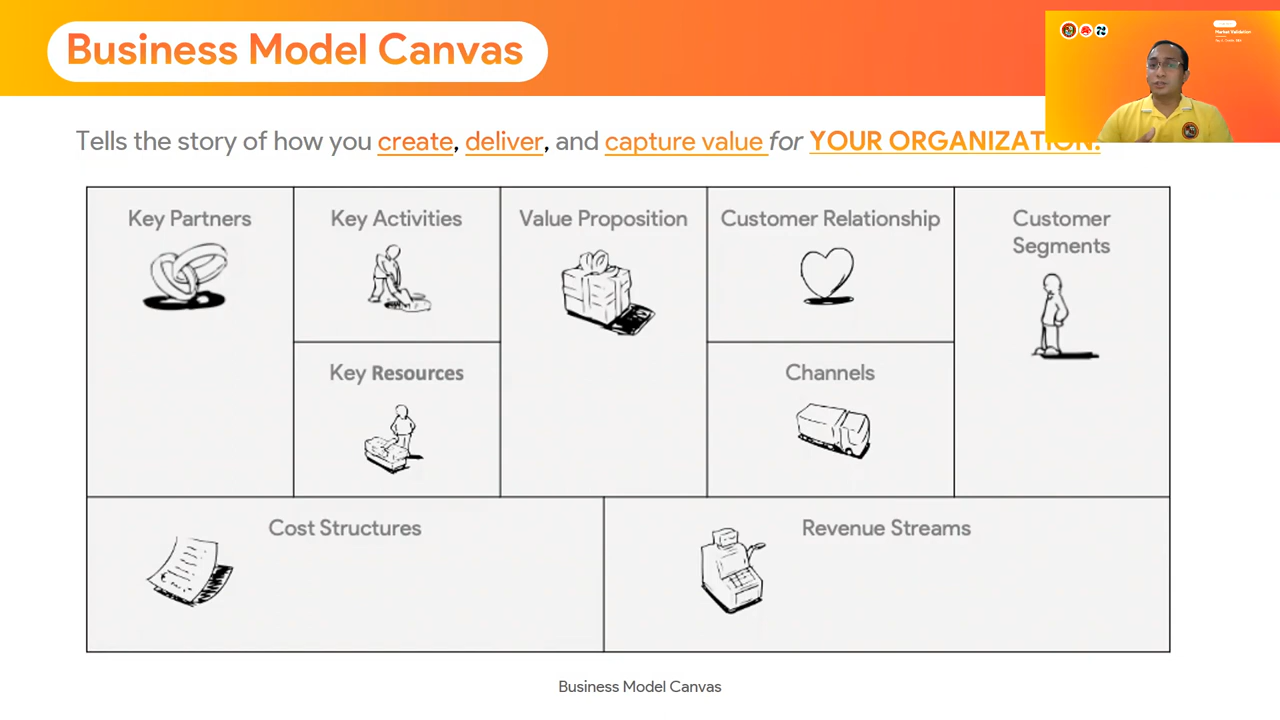 Business Model Canvas
Market Validation
Tells the story of how you create, deliver, and capture value for YOUR ORGANIZATION.
Key Partners
Key Activities
Value Proposition
Customer Relationship
Customer
Segments
Key Resources
Channels
Cost Structures
Revenue Streams
Business Model Canvas